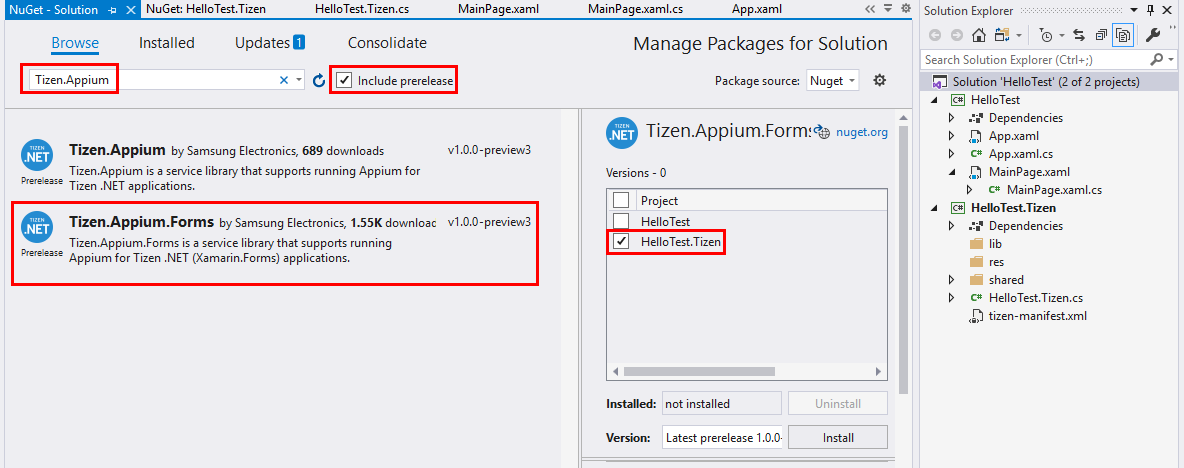 NuGet - Solution
NuGet: HelloTest.Tizen
HelloTest.Tizen.cs
MainPage.xaml
MainPage.xaml.cs
App.xaml
Browse
Installed
Updates 1
Consolidate
Manage Packages for Solution
Tizen.Appium
Include prerelease
Package source: Nuget
TIZEN
.NET
Prerelease
Tizen.Appium by Samsung Electronics, 689 downloads
v1.0.0-preview3
Tizen.Appium is a service library that supports running Appium for
Tizen .NET applications.
TIZEN
.NET
Prerelease
Tizen.Appium.Forms by Samsung Electronics, 1.55K downloac
v1.0.0-preview3
Tizen.Appium.Forms is a service library that supports running
Appium for Tizen .NET (Xamarin.Forms) applications.
TIZEN
.NET
Tizen.Appium.Forms
nuget.org
Versions - 0
Project
HelloTest
HelloTest.Tizen
Installed: not installed
Uninstall
Version: Latest prerelease 1.0.0-
Install
Solution Explorer
Search Solution Explorer (Ctrl+;)
Solution 'HelloTest' (2 of 2 projects)
C# HelloTest
Dependencies
App.xaml
C# App.xaml.cs
MainPage.xaml
C# MainPage.xaml.cs
C# HelloTest.Tizen
Dependencies
lib
res
shared
C# HelloTest.Tizen.cs
tizen-manifest.xml